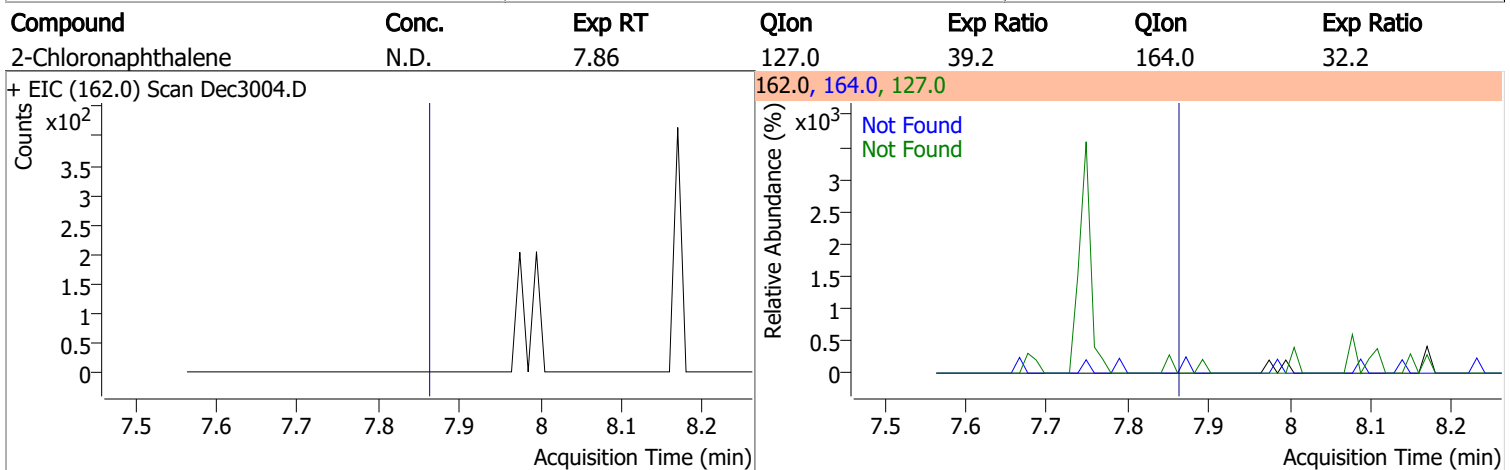 Compound Conc. Exp RT QIon Exp Ratio QIon Exp Ratio
2-Chloronaphthalene N.D. 7.86 127.0 39.2 164.0 32.2
+ EIC (162.0) Scan Dec3004.D
Counts
x10²
3.5
3
2.5
2
1.5
1
0.5
0
7.5 7.6 7.7 7.8 7.9 8 8.1 8.2
Acquisition Time (min)
162.0, 164.0, 127.0
Relative Abundance (%)
x10³
Not Found
Not Found
3
2.5
2
1.5
1
0.5
0
7.5 7.6 7.7 7.8 7.9 8 8.1 8.2
Acquisition Time (min)